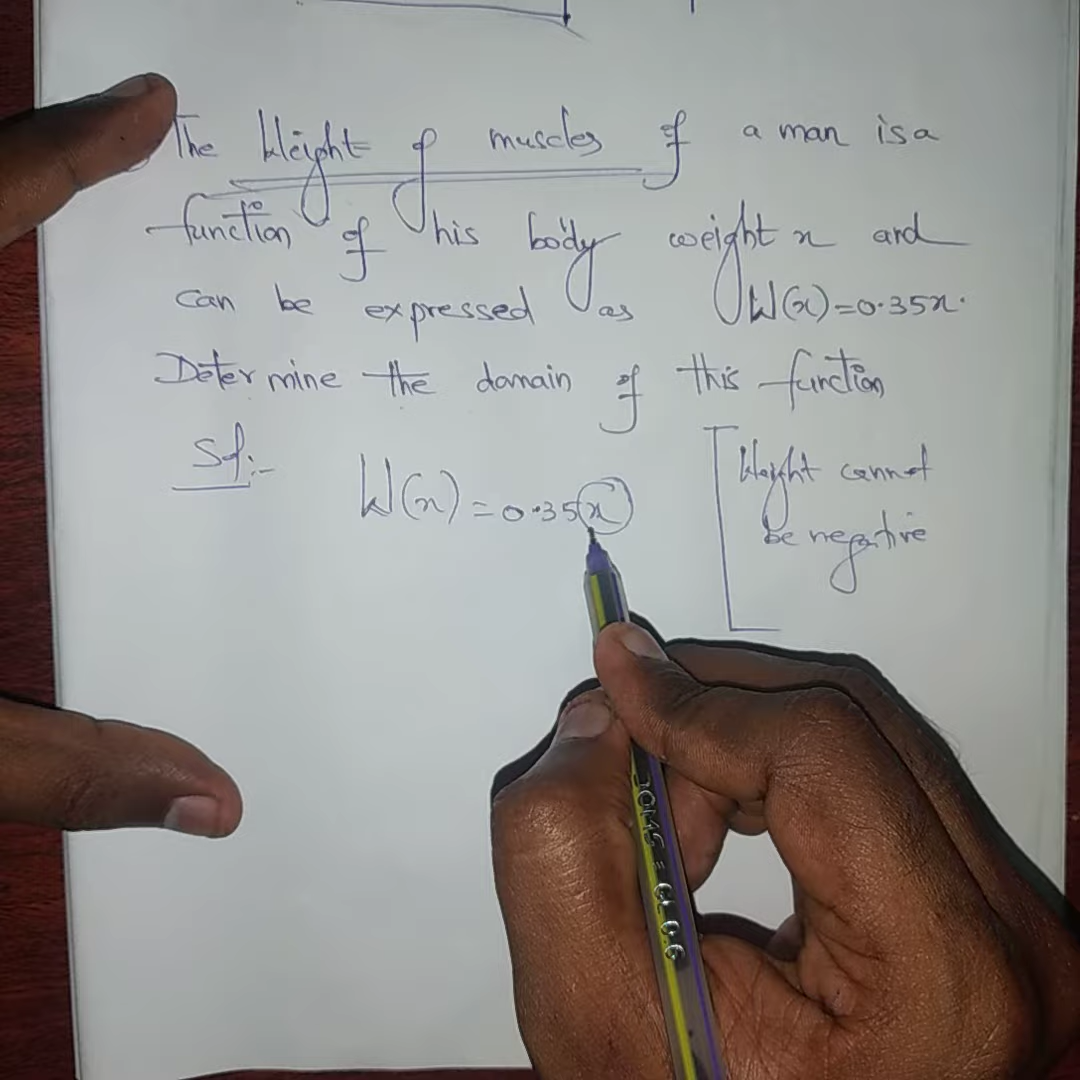 The Weight of muscles of a man is a
function of his body weight x and
can be expressed as W(x)=0.35x.
Determine the domain of this function
Sol:-
W(x)=0.35x
Weight cannot
be negative